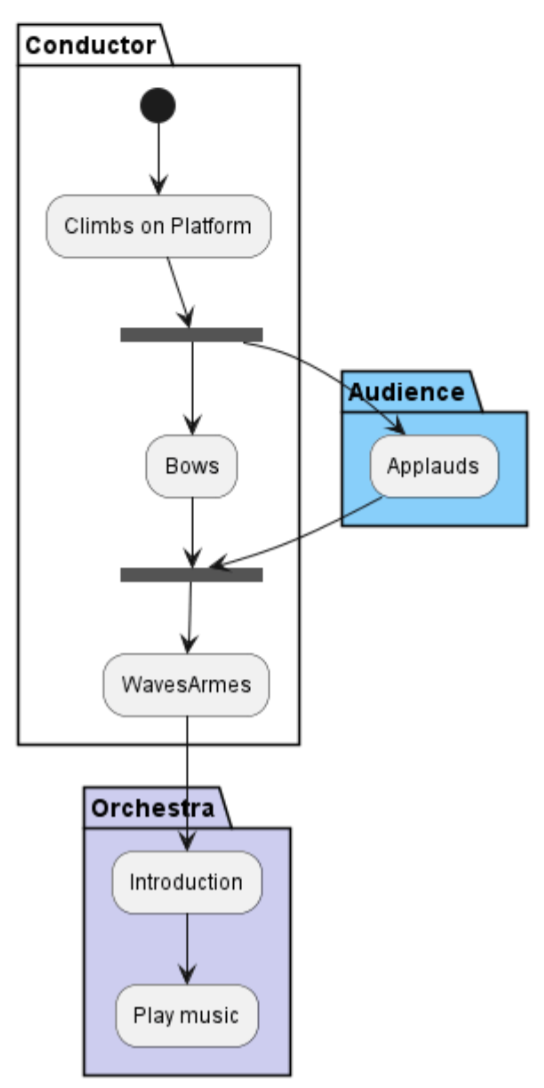 Conductor
Climbs on Platform
Audience
Bows
Applauds
WavesArmes
Orchestra
Introduction
Play music